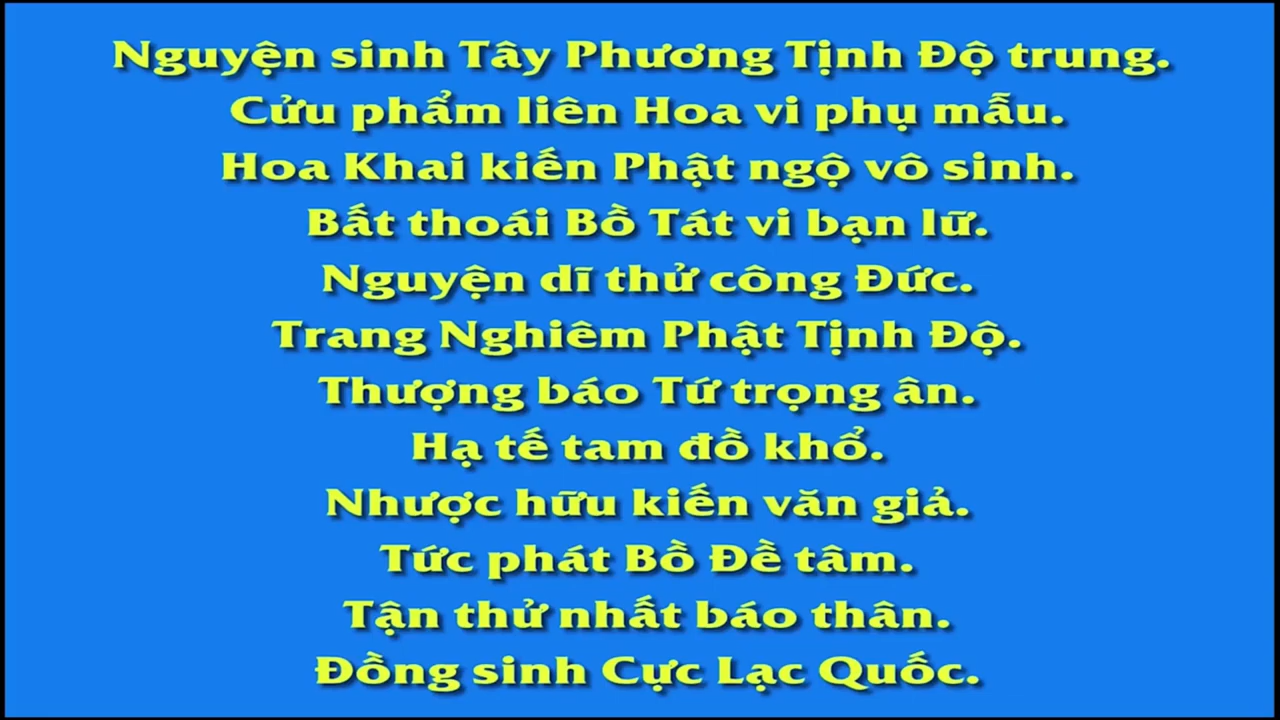 Nguyện sinh Tây Phương Tịnh Độ trung.
Cửu phẩm liên Hoa vi phụ mẫu.
Hoa Khai kiến Phật ngộ vô sinh.
Bất thoái Bồ Tát vi bạn lữ.
Nguyện dĩ thử công Đức.
Trang Nghiêm Phật Tịnh Độ.
Thượng báo Tứ trọng ân.
Hạ tế tam đồ khổ.
Nhược hữu kiến văn giả.
Tức phát Bồ Đề tâm.
Tận thử nhất báo thân.
Đồng sinh Cực Lạc Quốc.